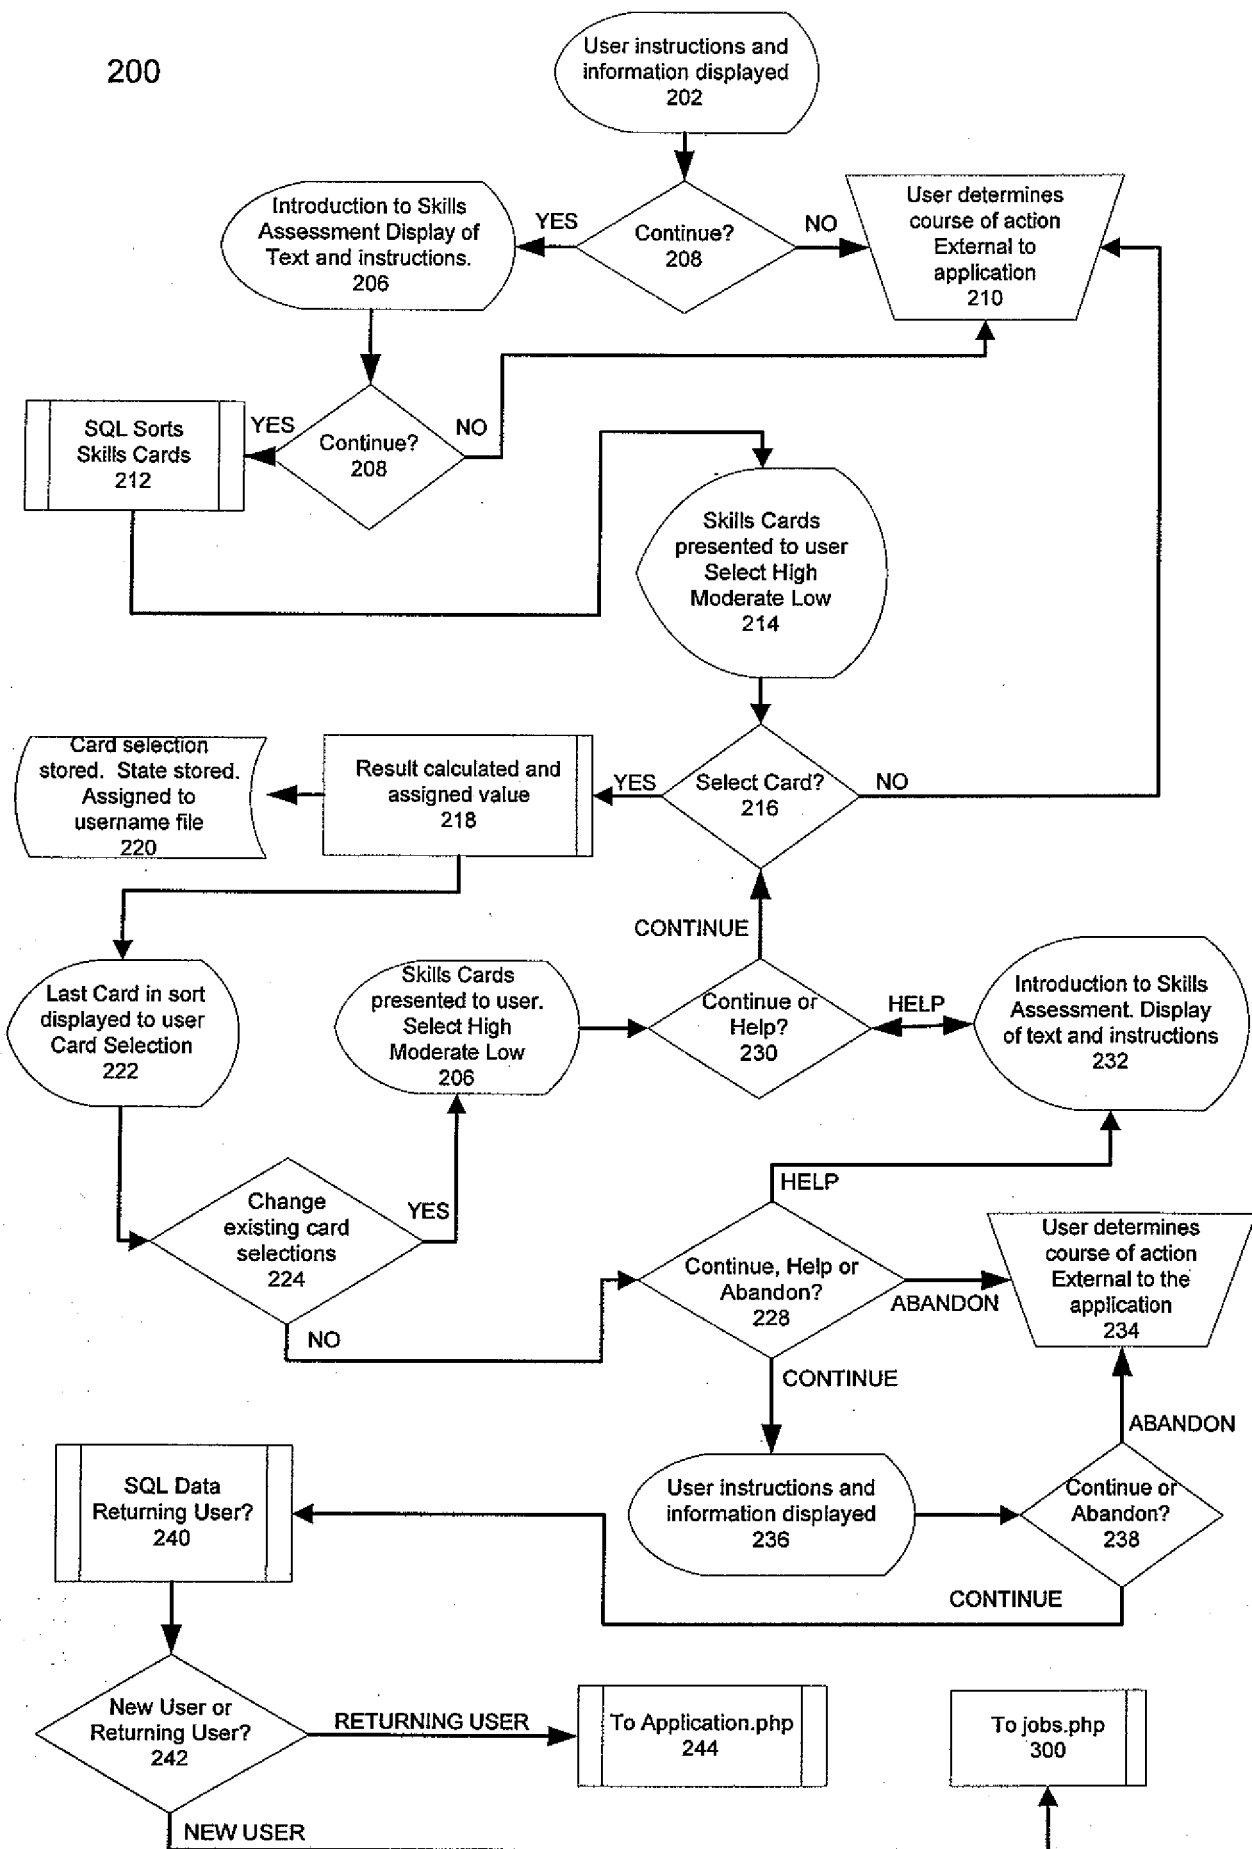 200
User instructions and
information displayed
202
Continue?
208
YES
NO
Introduction to Skills
Assessment Display of
Text and instructions.
206
User determines
course of action
External to
application
210
SQL Sorts
Skills Cards
212
YES
Continue?
208
NO
Skills Cards
presented to user
Select High
Moderate Low
214
Card selection
stored. State stored.
Assigned to
username file
220
Result calculated and
assigned value
218
YES
Select Card?
216
NO
CONTINUE
Last Card in sort
displayed to user
Card Selection
222
Skills Cards
presented to user.
Select High
Moderate Low
206
Continue or
Help?
230
HELP
Introduction to Skills
Assessment. Display
of text and instructions
232
Change
existing card
selections
224
YES
NO
HELP
Continue, Help or
Abandon?
228
ABANDON
User determines
course of action
External to the
application
234
CONTINUE
ABANDON
SQL Data
Returning User?
240
User instructions and
information displayed
236
Continue or
Abandon?
238
CONTINUE
New User or
Returning User?
242
RETURNING USER
To Application.php
244
To jobs.php
300
NEW USER